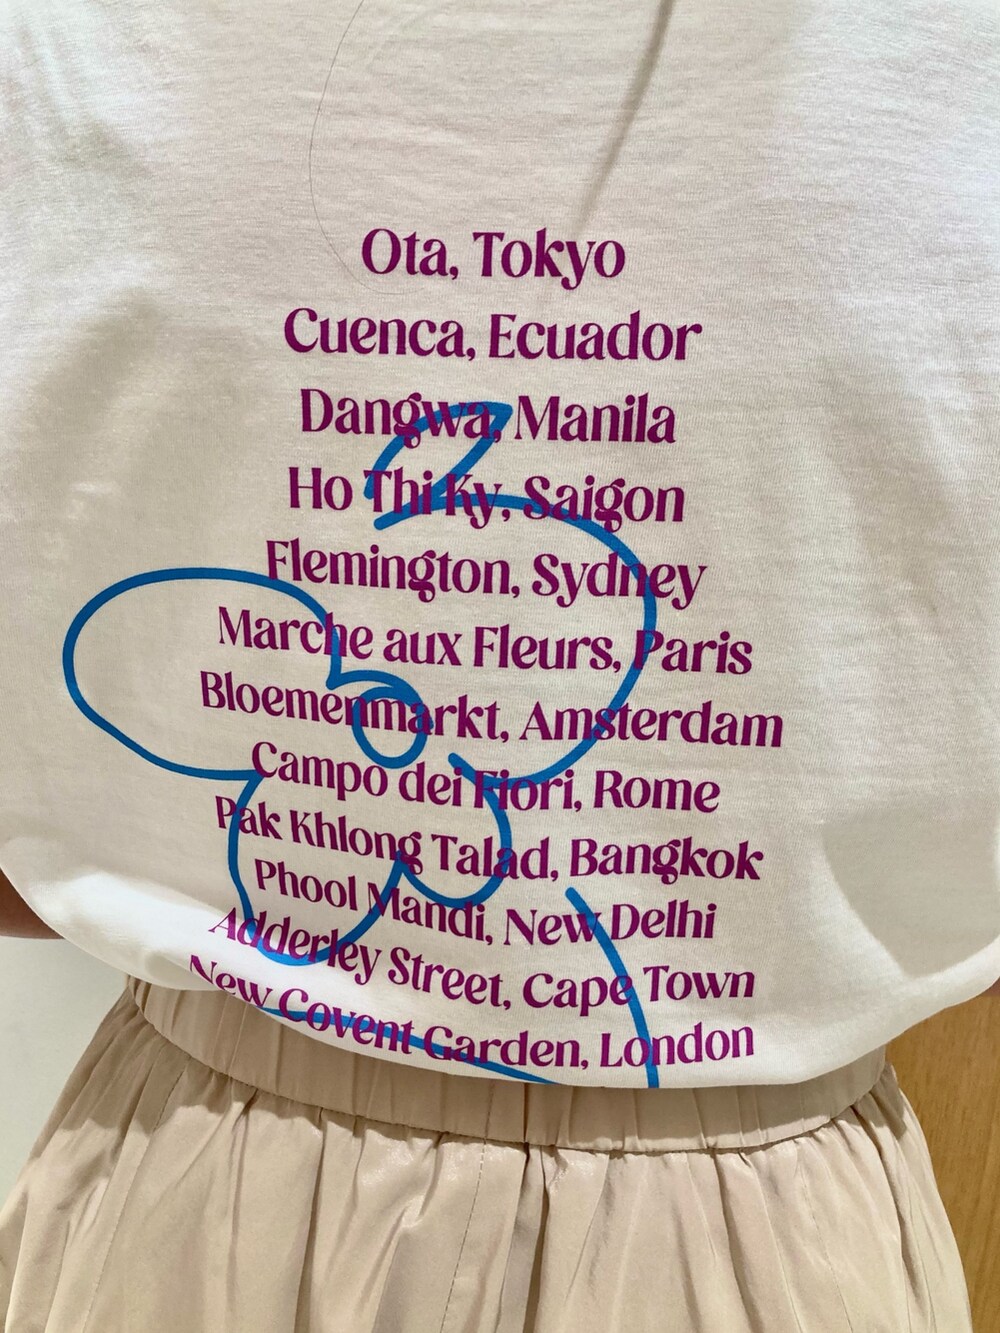 Ota, Tokyo
Cuenca, Ecuador
Dangwa, Manila
Ho Thi Ky, Saigon
Flemington, Sydney
Marche aux Fleurs, Paris
Bloemenmarkt, Amsterdam
Campo dei Fiori, Rome
Pak Khlong Talad, Bangkok
Phool Mandi, New Delhi
Adderley Street, Cape Town
New Covent Garden, London